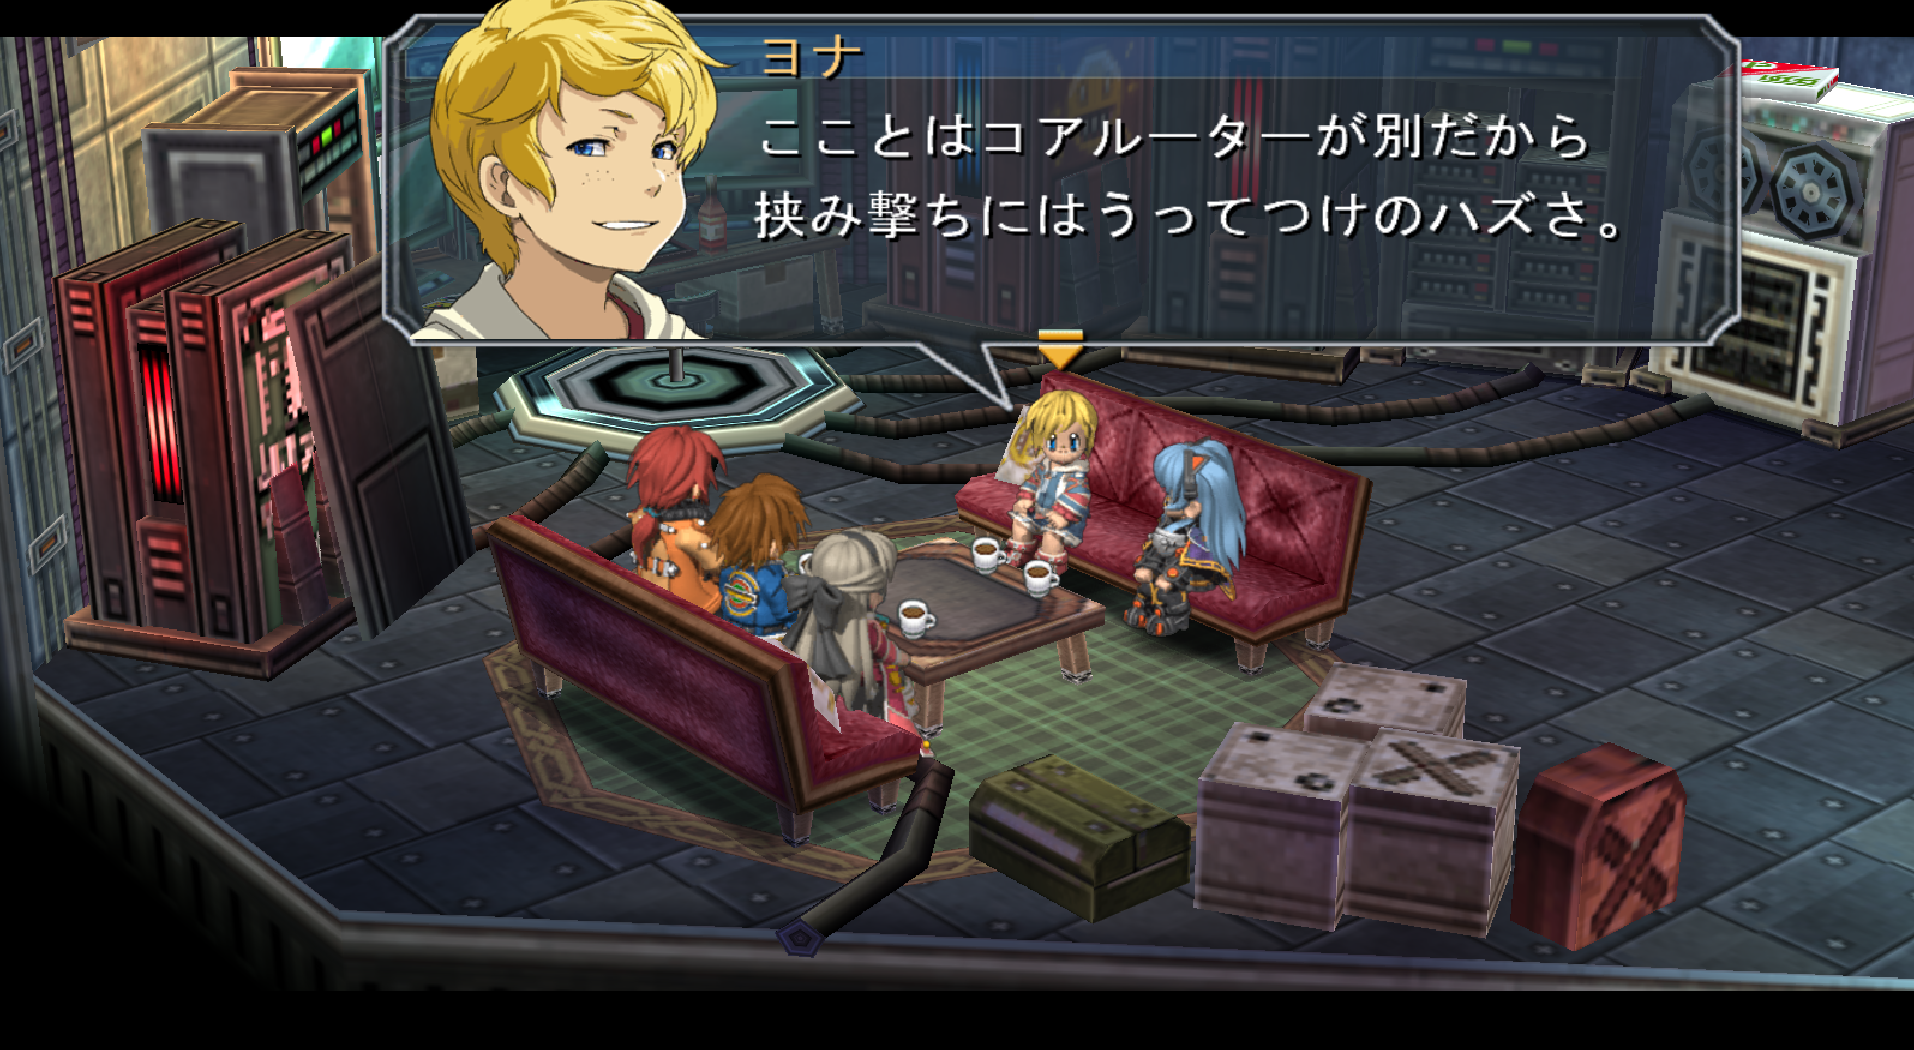 ヨナ
ここととはコアルーターが別だから
挟み撃ちにはうってつけのハズさ。